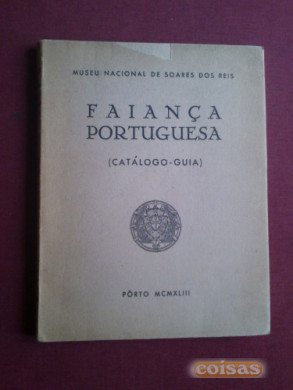 MUSEU NACIONAL DE SOARES DOS REIS
FAIANÇA
PORTUGUESA
(CATÁLOGO-GUIA)
PÔRTO MCMXLIII
coisas